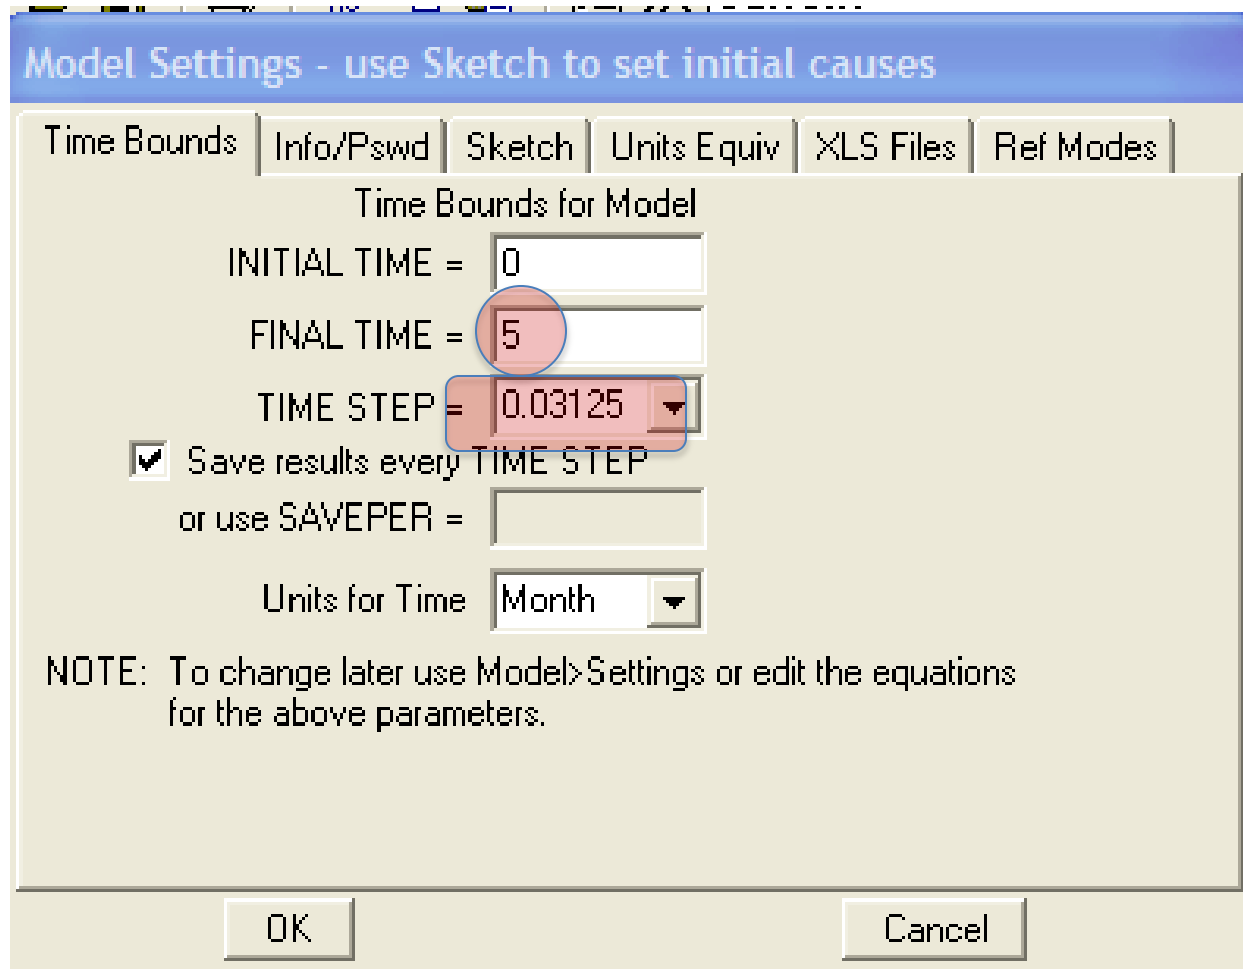 Model Settings - use Sketch to set initial causes
Time Bounds Info/Pswd Sketch Units Equiv XLS Files Ref Modes
Time Bounds for Model
INITIAL TIME = 0
FINAL TIME = 5
TIME STEP = 0.03125
Save results every TIME STEP
or use SAVEPER =
Units for Time Month
NOTE: To change later use Model>Settings or edit the equations
for the above parameters.
OK Cancel